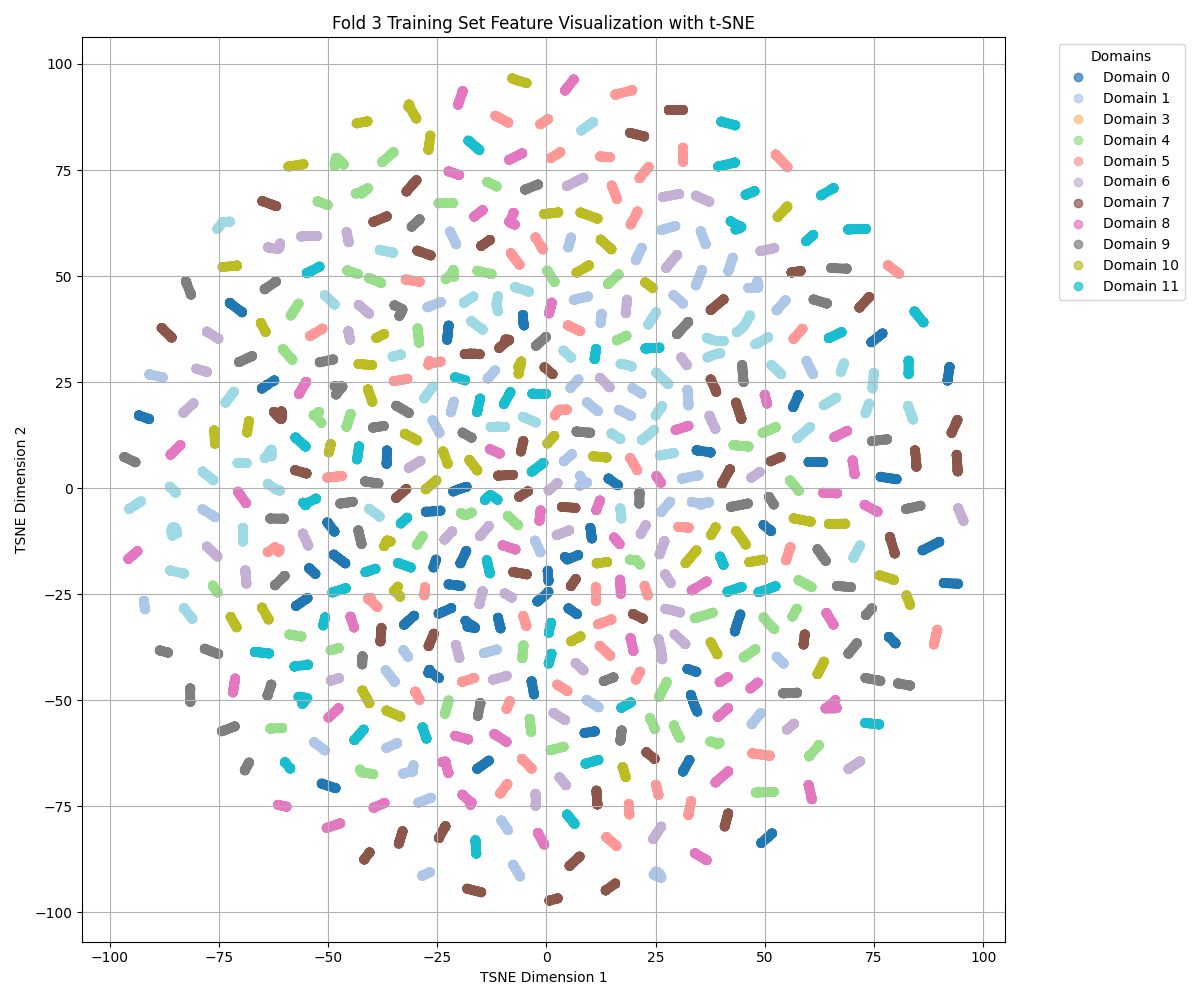 Fold 3 Training Set Feature Visualization with t-SNE
Domains
Domain 0
Domain 1
Domain 3
Domain 4
Domain 5
Domain 6
Domain 7
Domain 8
Domain 9
Domain 10
Domain 11
TSNE Dimension 2
100
75
50
25
0
−25
−50
−75
−100
−100
−75
−50
−25
0
25
50
75
100
TSNE Dimension 1